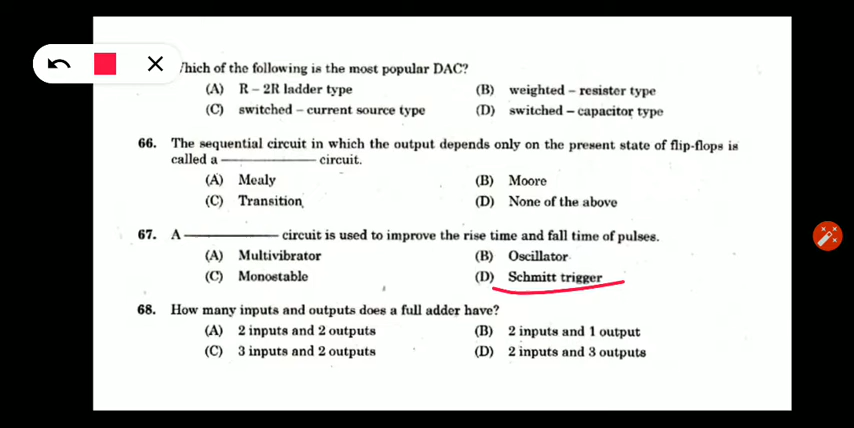 hich of the following is the most popular DAC?
(A) R – 2R ladder type (B) weighted – resister type
(C) switched – current source type (D) switched – capacitor type
66. The sequential circuit in which the output depends only on the present state of flip-flops is
called a ———— circuit.
(A) Mealy (B) Moore
(C) Transition (D) None of the above
67. A ———— circuit is used to improve the rise time and fall time of pulses.
(A) Multivibrator (B) Oscillator
(C) Monostable (D) Schmitt trigger
68. How many inputs and outputs does a full adder have?
(A) 2 inputs and 2 outputs (B) 2 inputs and 1 output
(C) 3 inputs and 2 outputs (D) 2 inputs and 3 outputs